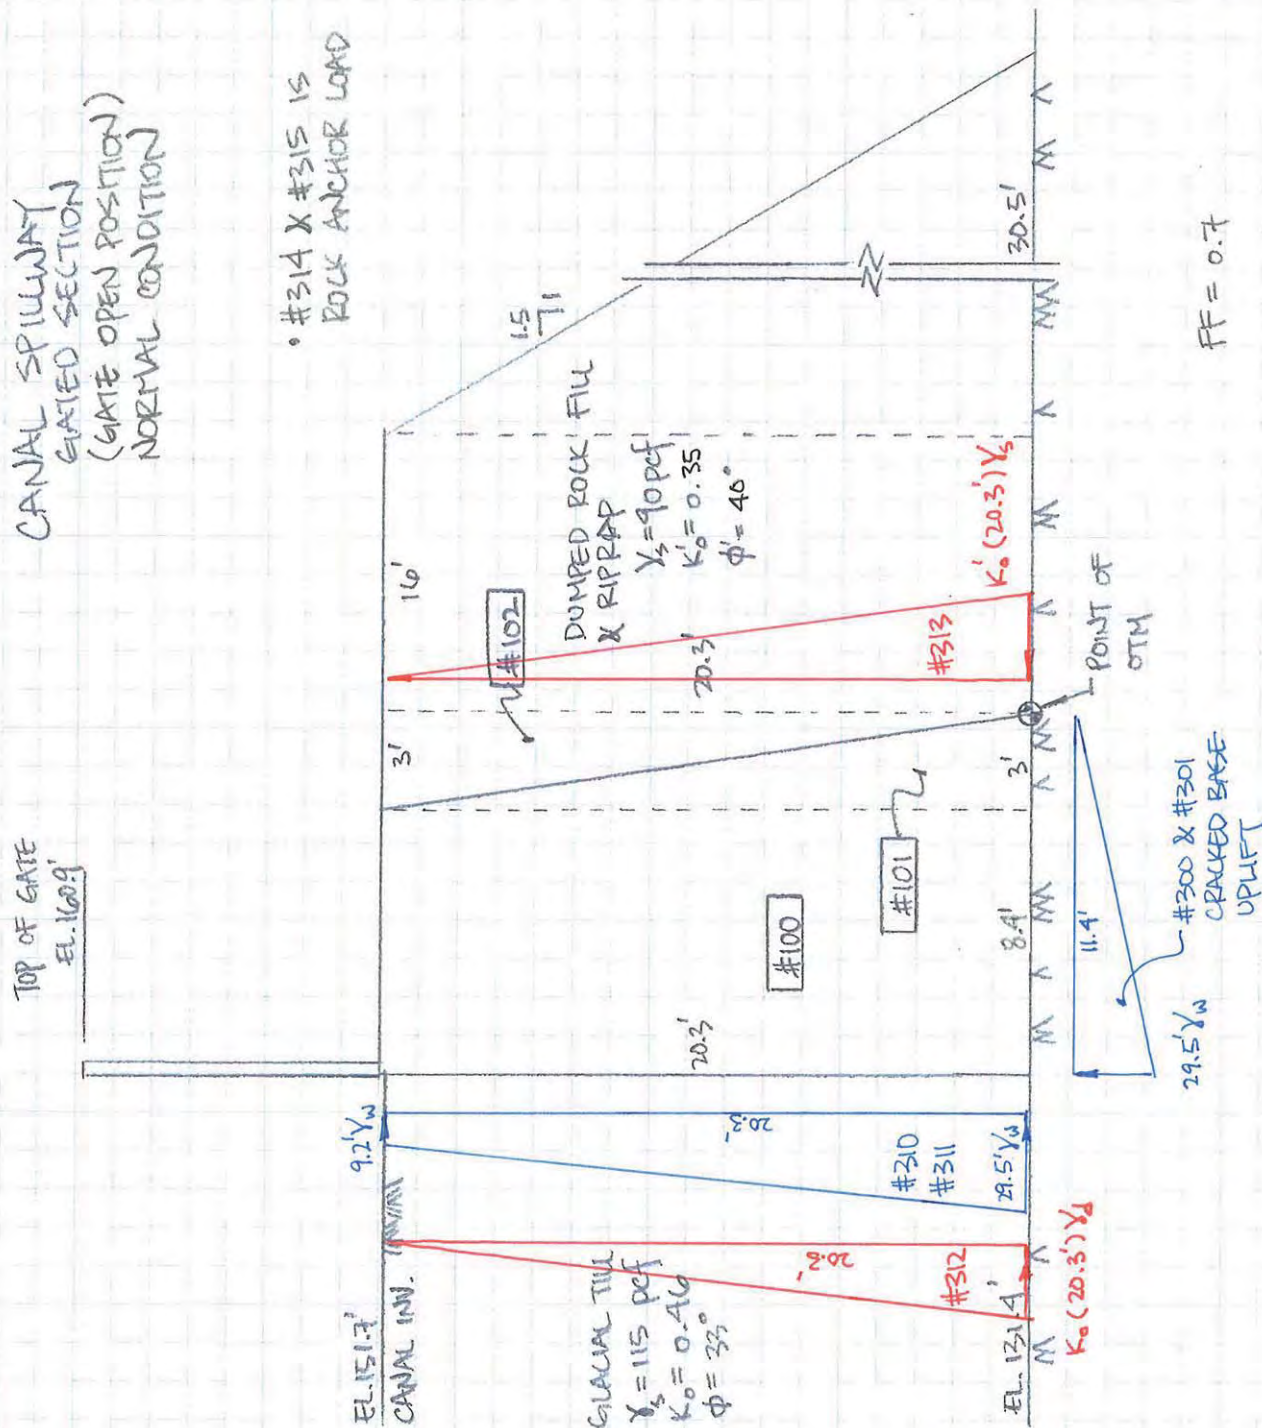 CANAL SPILLWAY
GATED SECTION
(GATE OPEN POSITION)
NORMAL CONDITION
• #314 & #315 IS
ROCK ANCHOR LOAD
TOP OF GATE
EL. 160.9'
EL. 151.7'
CANAL INV.
9.2'γw
3'
16'
1.5
1
#102
DUMPED ROCK FILL
& RIPRAP
γs = 90 pcf
K'o = 0.35
φ' = 40°
GLACIAL TILL
γs = 115 pcf
Ko = 0.46
φ = 33°
20.3'
20.3'
20.3'
20.3'
#100
#101
#310
#311
#312
#313
29.5'γw
EL. 131.4'
8.4'
3'
30.5'
Ko (20.3') γs
K'o (20.3') γs
POINT OF
OTM
11.4'
29.5'γw
#300 & #301
CRACKED BASE
UPLIFT
FF = 0.7